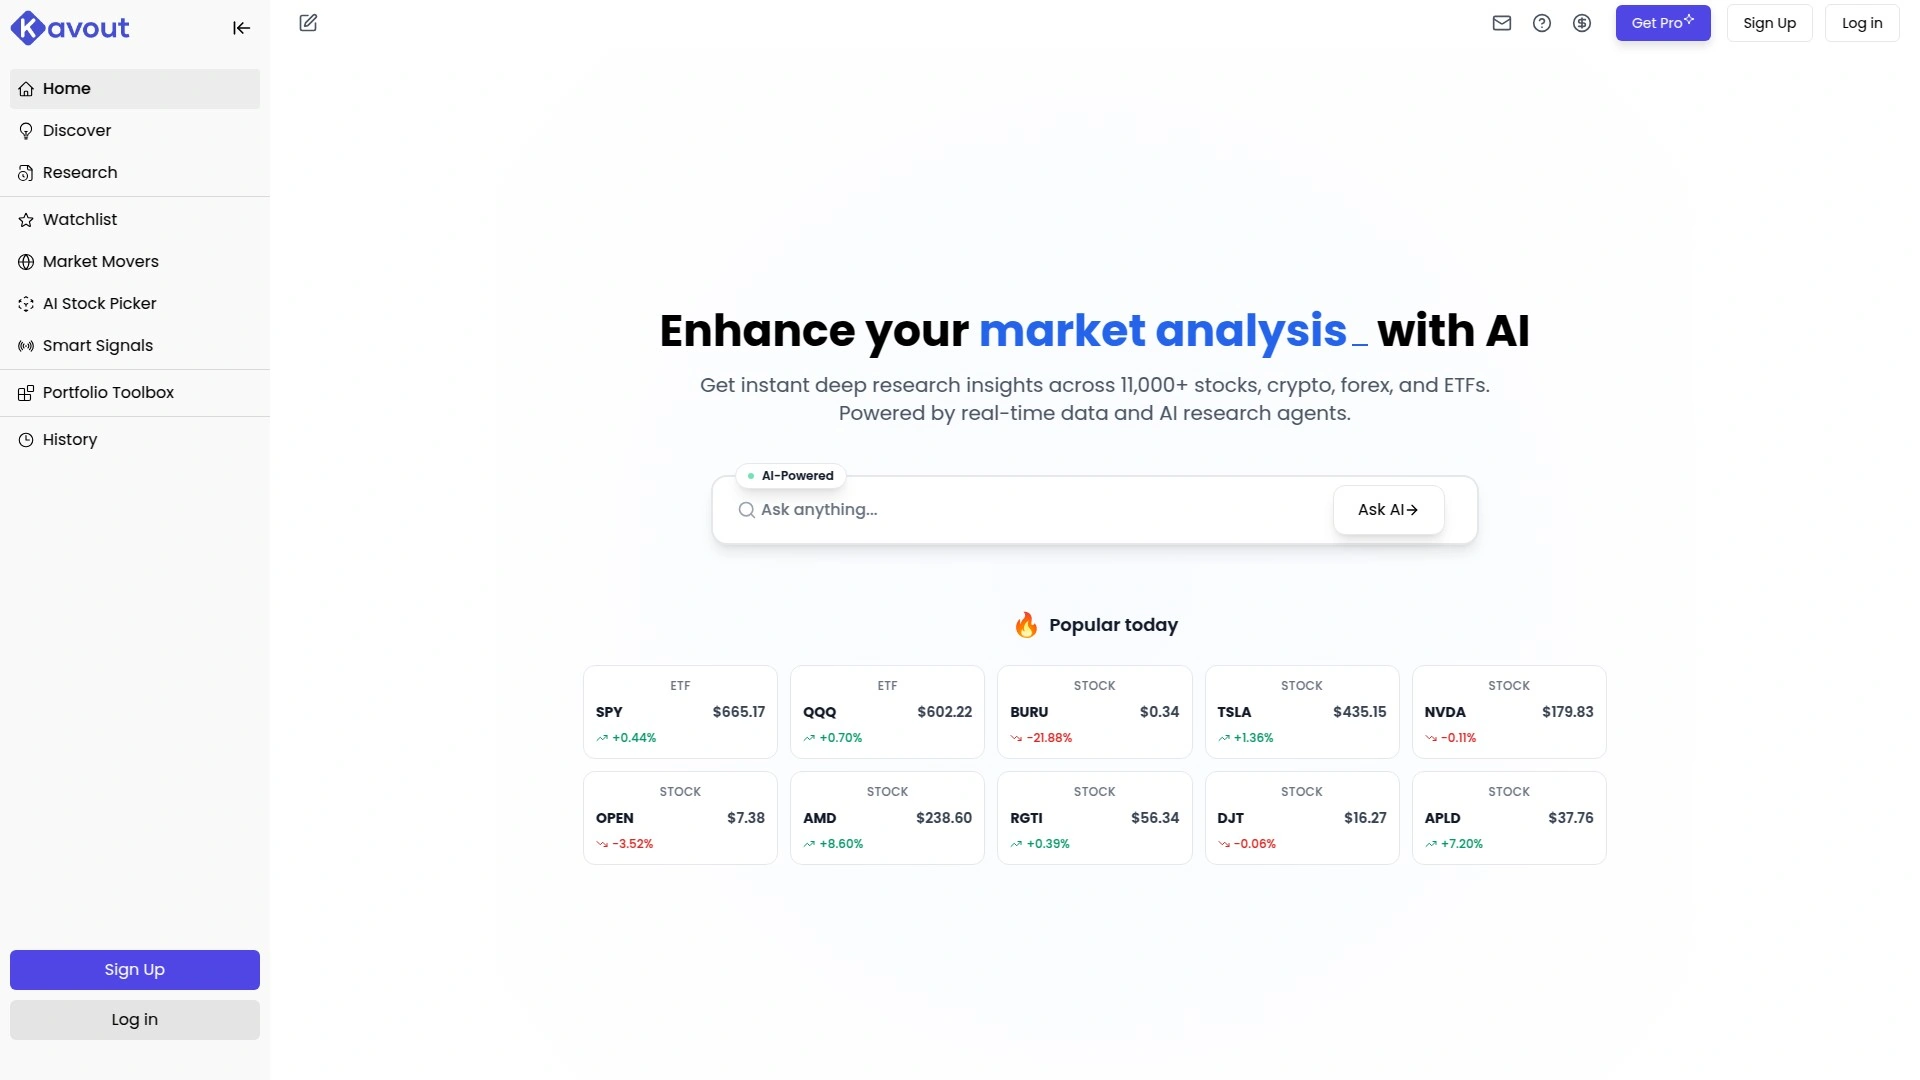 Kavout
Get Pro
Sign Up
Log in
Home
Discover
Research
Watchlist
Market Movers
AI Stock Picker
Smart Signals
Portfolio Toolbox
History
Sign Up
Log in
Enhance your market analysis_ with AI
Get instant deep research insights across 11,000+ stocks, crypto, forex, and ETFs.
Powered by real-time data and AI research agents.
AI-Powered
Ask anything...
Ask AI→
🔥 Popular today
ETF
SPY $665.17
+0.44%
ETF
QQQ $602.22
+0.70%
STOCK
BURU $0.34
-21.88%
STOCK
TSLA $435.15
+1.36%
STOCK
NVDA $179.83
-0.11%
STOCK
OPEN $7.38
-3.52%
STOCK
AMD $238.60
+8.60%
STOCK
RGTI $56.34
+0.39%
STOCK
DJT $16.27
-0.06%
STOCK
APLD $37.76
+7.20%